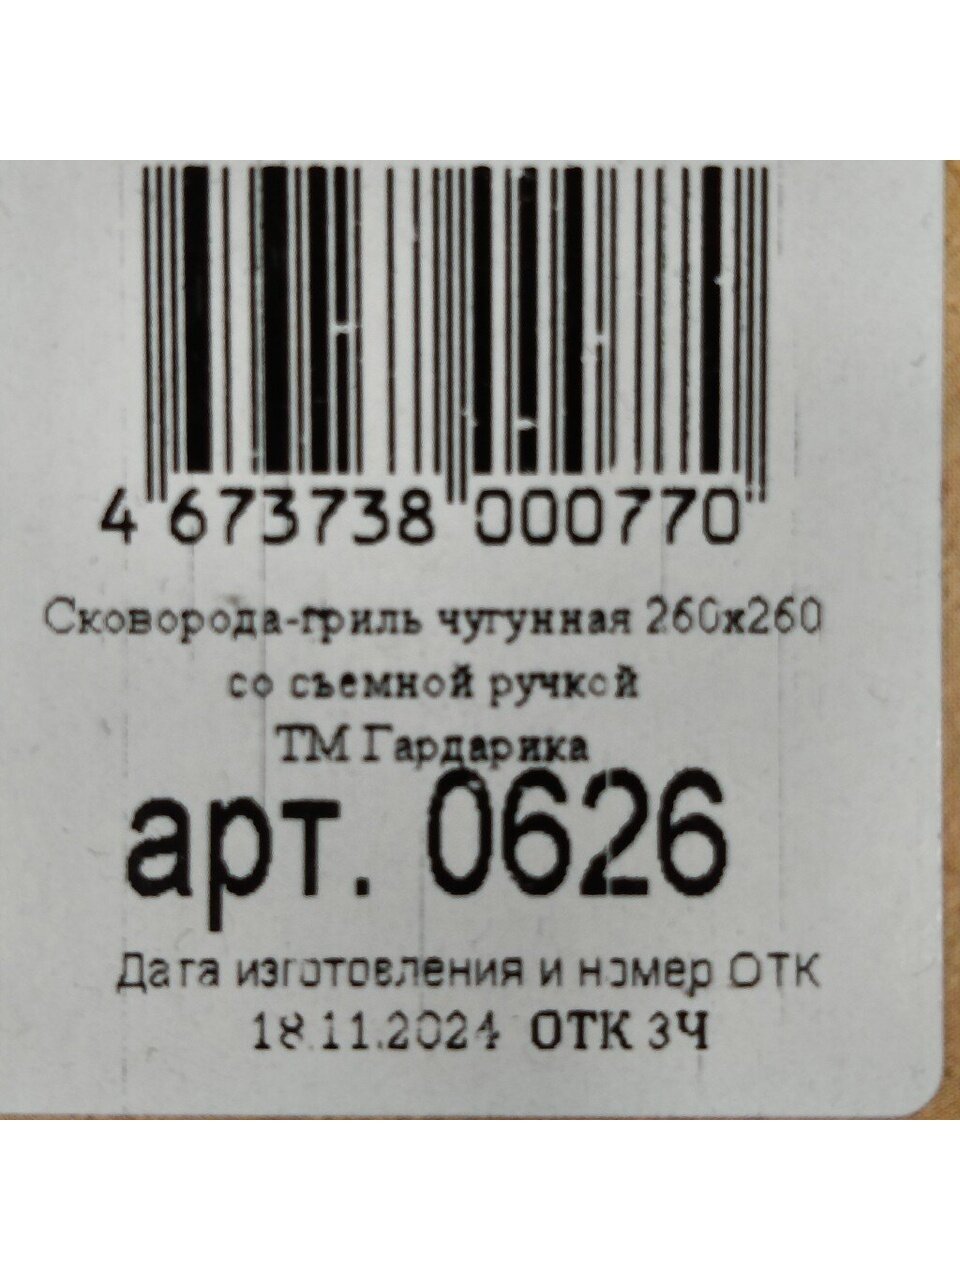 4 673738 000770
Сковорода-гриль чугунная 260х260
со съемной ручкой
ТМ Гардарика
арт. 0626
Дата изготовления и номер ОТК
18.11.2024 ОТК 3Ч